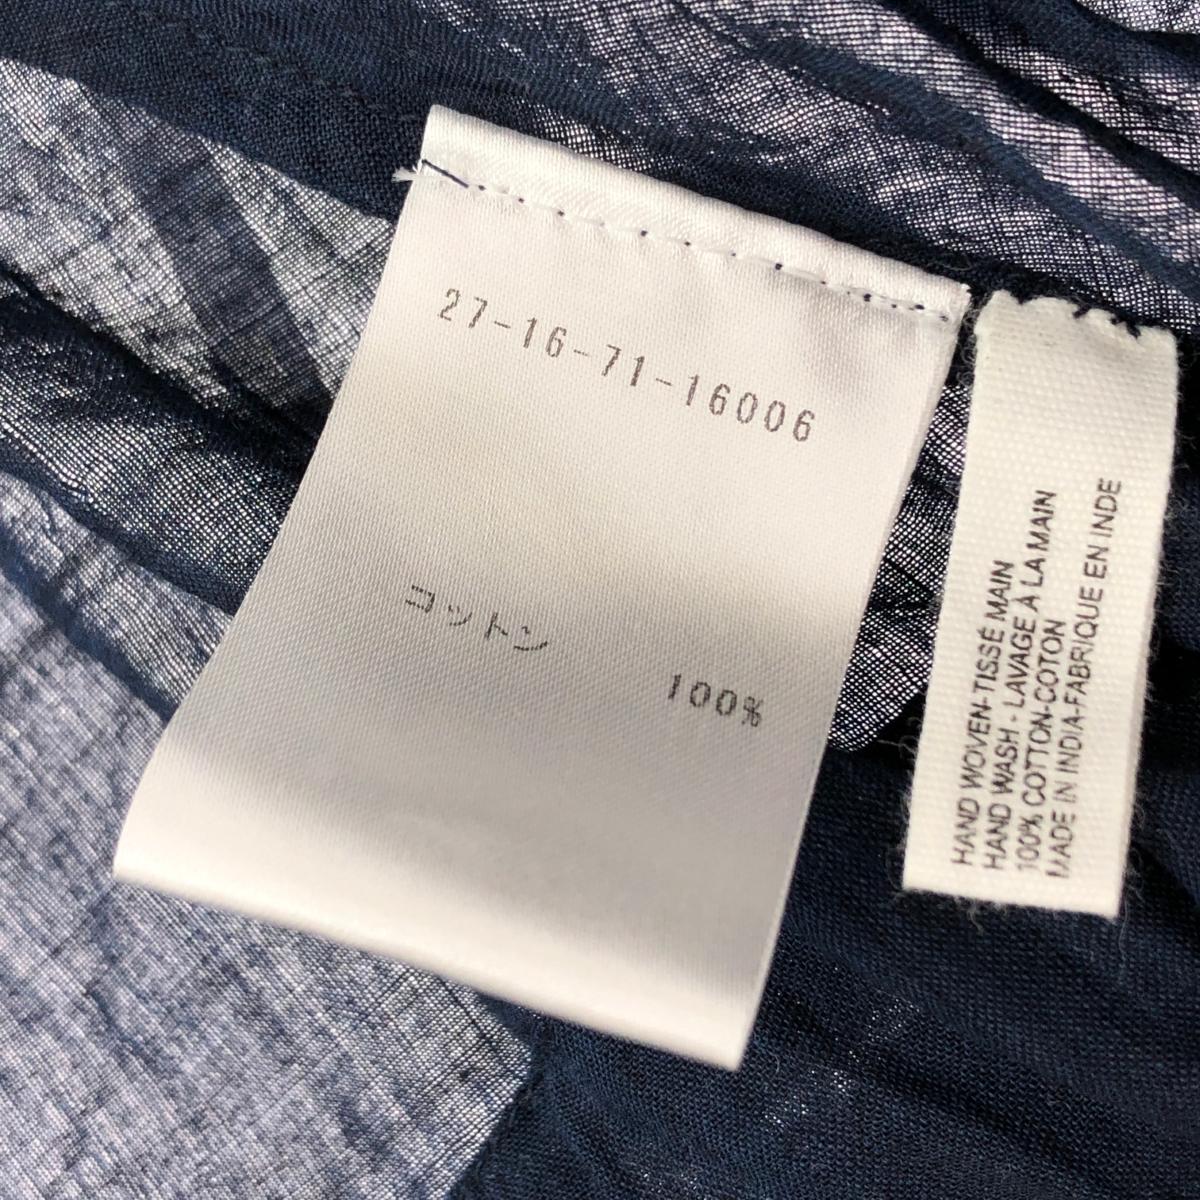 27-16-71-16006
コットン
100%
HAND WOVEN-TISSÉ MAIN
HAND WASH - LAVAGE À LA MAIN
100% COTTON-COTON
MADE IN INDIA-FABRIQUE EN INDE